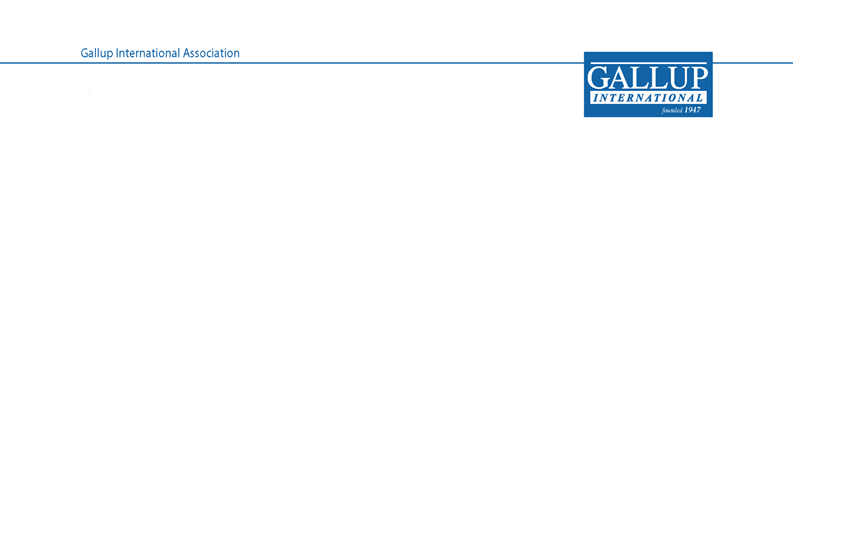 Gallup International Association
GALLUP
INTERNATIONAL
founded 1947